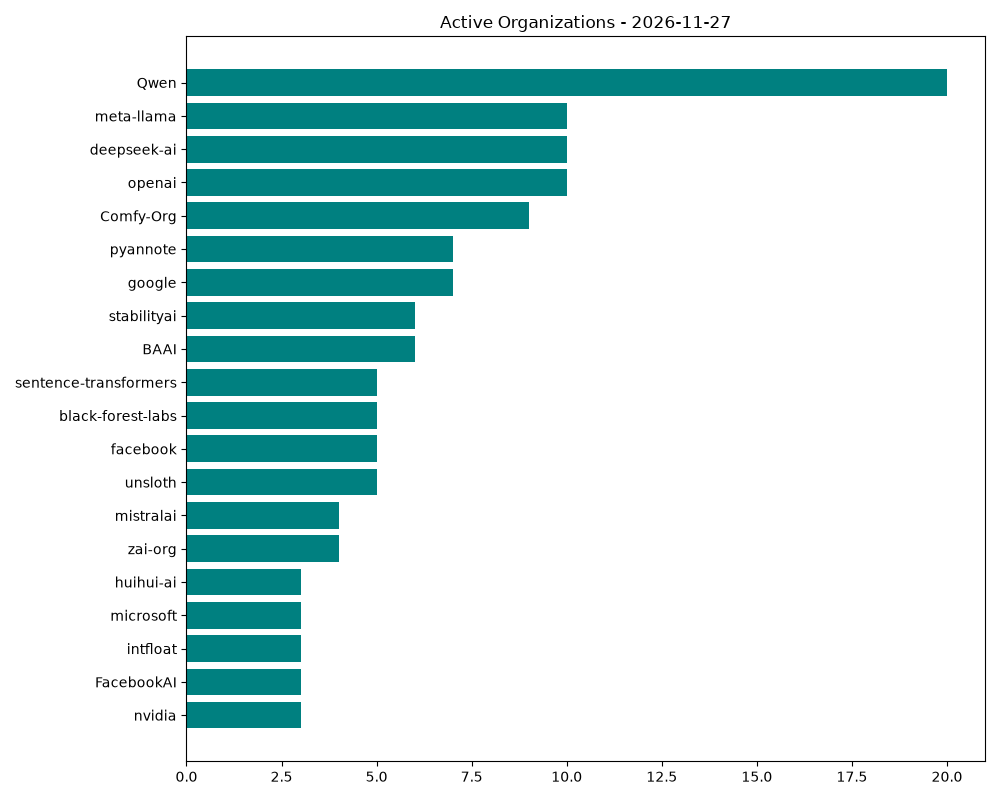 Active Organizations - 2026-11-27
Qwen
meta-llama
deepseek-ai
openai
Comfy-Org
pyannote
google
stabilityai
BAAI
sentence-transformers
black-forest-labs
facebook
unsloth
mistralai
zai-org
huihui-ai
microsoft
intfloat
FacebookAI
nvidia
0.0 2.5 5.0 7.5 10.0 12.5 15.0 17.5 20.0